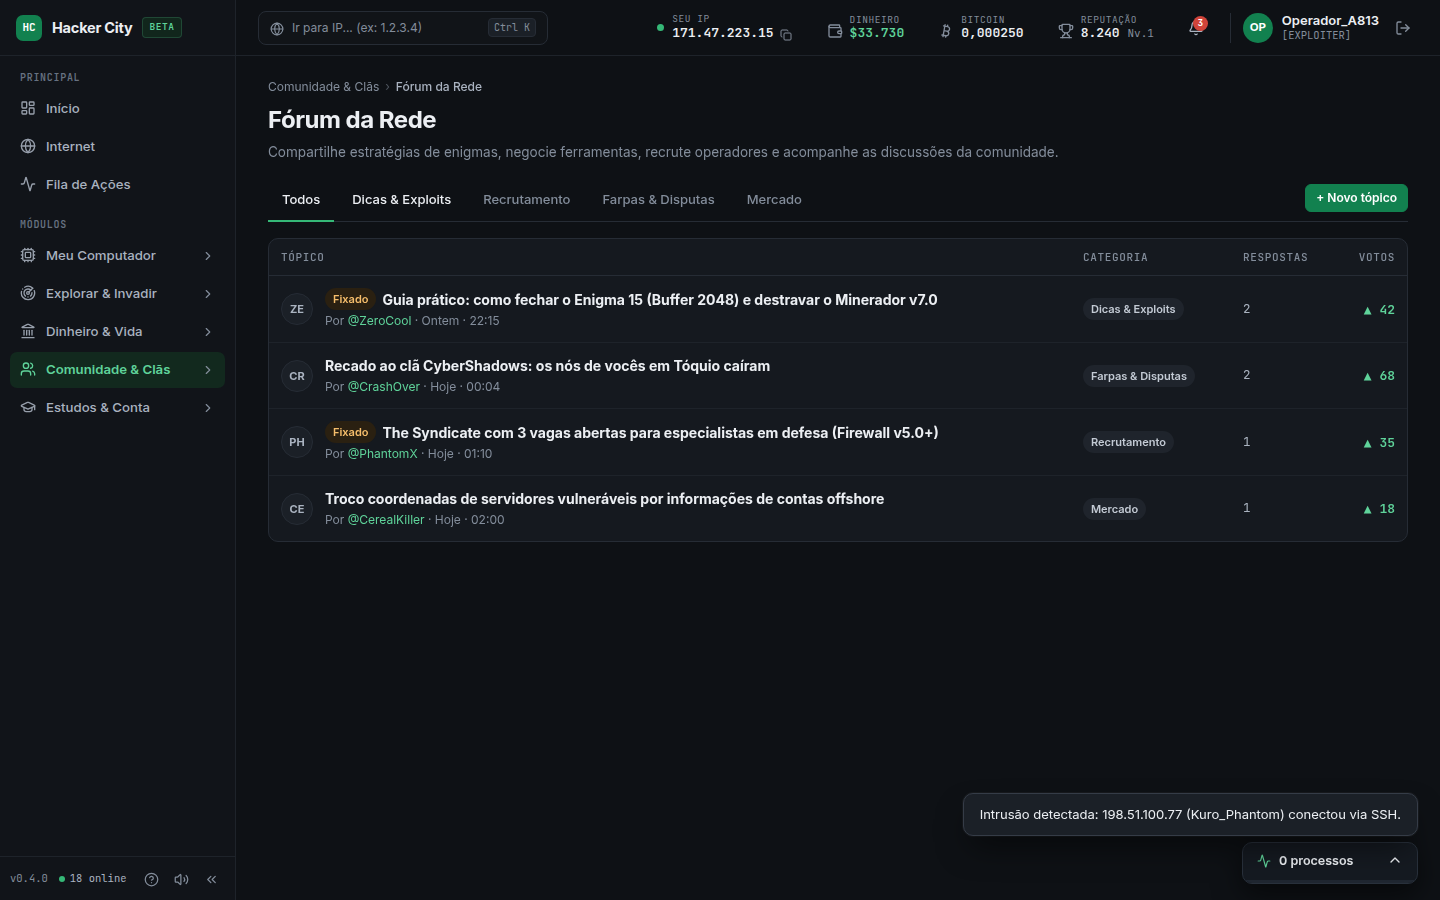 HC Hacker City BETA
Ir para IP... (ex: 1.2.3.4) Ctrl K
SEU IP
171.47.223.15
DINHEIRO
$33.730
BITCOIN
0,000250
REPUTAÇÃO
8.240 Nv.1
3
OP
Operador_A813
[EXPLOITER]
PRINCIPAL
Início
Internet
Fila de Ações
MÓDULOS
Meu Computador
Explorar & Invadir
Dinheiro & Vida
Comunidade & Clãs
Estudos & Conta
v0.4.0 18 online
Comunidade & Clãs › Fórum da Rede
Fórum da Rede
Compartilhe estratégias de enigmas, negocie ferramentas, recrute operadores e acompanhe as discussões da comunidade.
Todos Dicas & Exploits Recrutamento Farpas & Disputas Mercado
+ Novo tópico
TÓPICO CATEGORIA RESPOSTAS VOTOS
ZE Fixado Guia prático: como fechar o Enigma 15 (Buffer 2048) e destravar o Minerador v7.0
Por @ZeroCool · Ontem · 22:15
Dicas & Exploits 2 ▲ 42
CR Recado ao clã CyberShadows: os nós de vocês em Tóquio caíram
Por @CrashOver · Hoje · 00:04
Farpas & Disputas 2 ▲ 68
PH Fixado The Syndicate com 3 vagas abertas para especialistas em defesa (Firewall v5.0+)
Por @PhantomX · Hoje · 01:10
Recrutamento 1 ▲ 35
CE Troco coordenadas de servidores vulneráveis por informações de contas offshore
Por @CerealKiller · Hoje · 02:00
Mercado 1 ▲ 18
Intrusão detectada: 198.51.100.77 (Kuro_Phantom) conectou via SSH.
0 processos